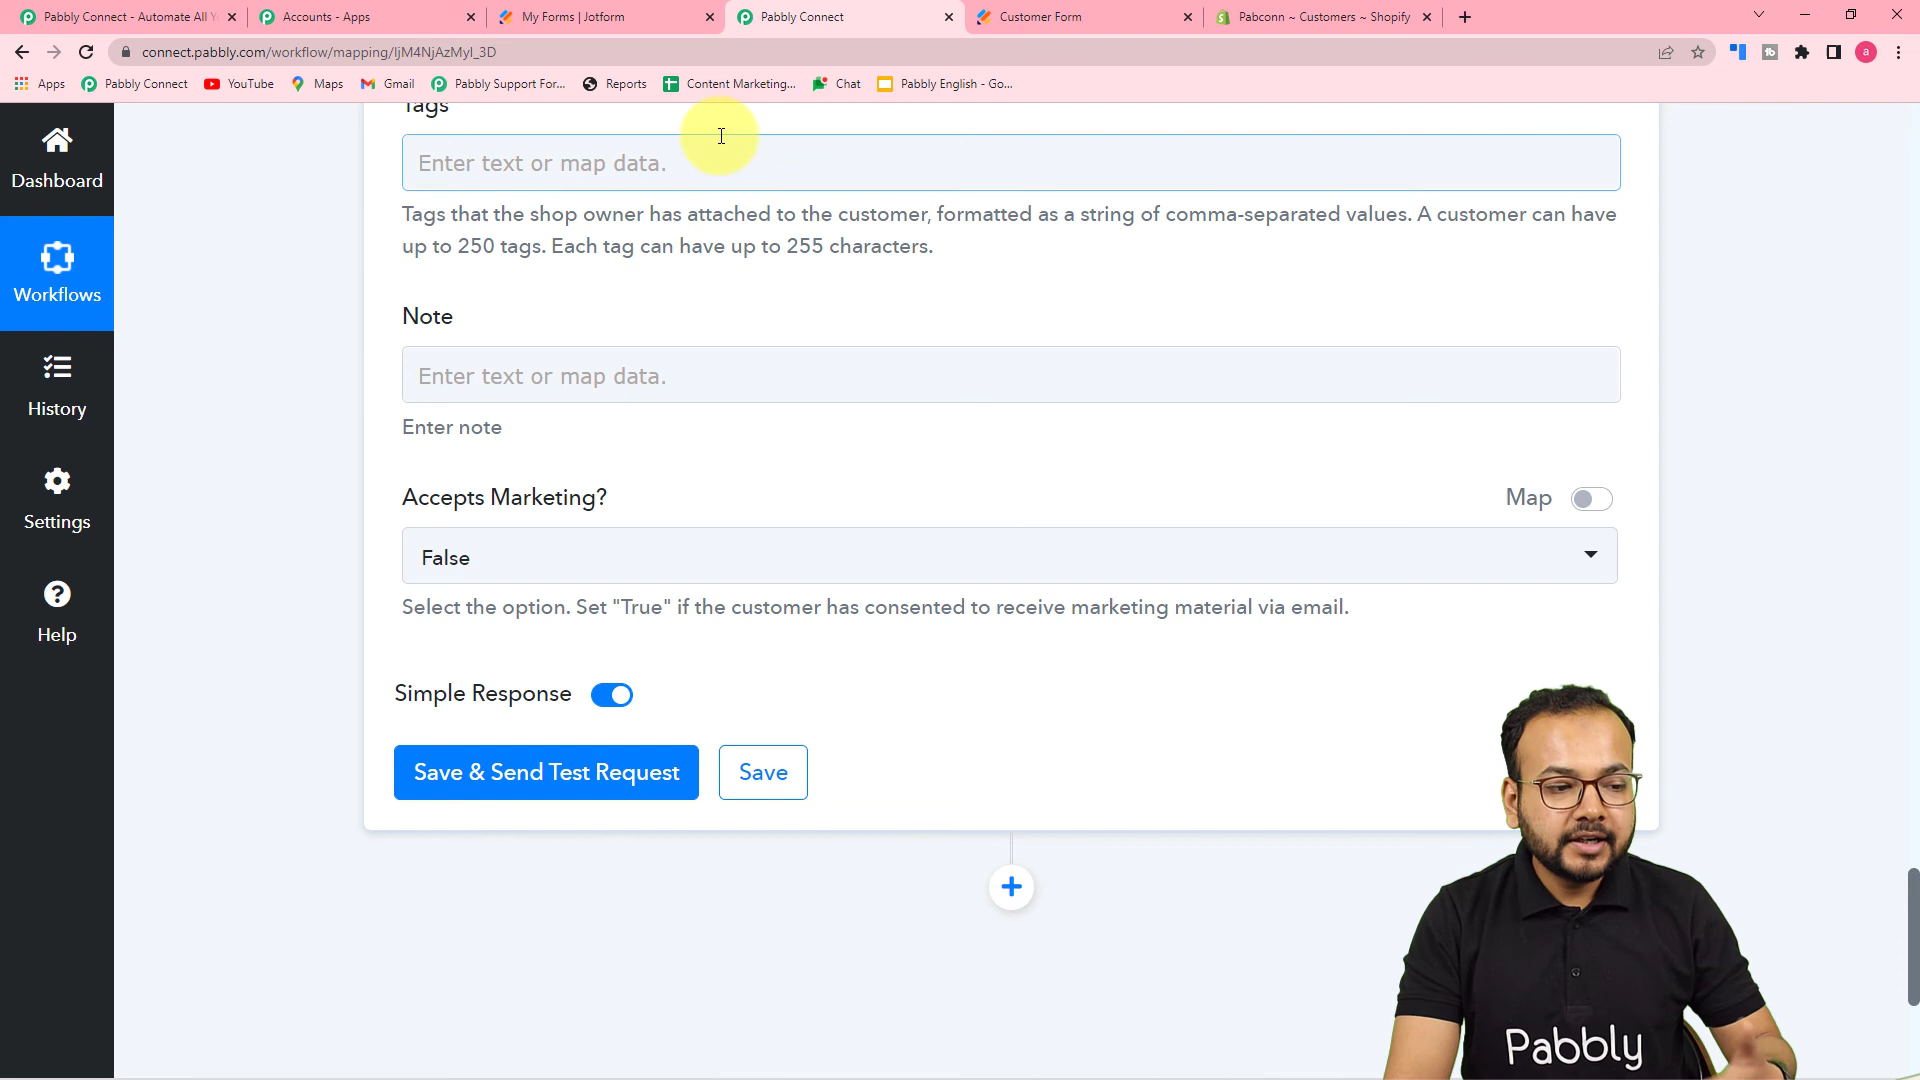 Pabbly Connect - Automate All Y
Accounts - Apps
My Forms | Jotform
Pabbly Connect
Customer Form
Pabconn ~ Customers ~ Shopify
connect.pabbly.com/workflow/mapping/IjM4NjAzMyI_3D
a
Apps
Pabbly Connect
YouTube
Maps
Gmail
Pabbly Support For...
Reports
Content Marketing...
Chat
Pabbly English - Go...
Dashboard
Workflows
History
Settings
Help
Tags
Enter text or map data.
Tags that the shop owner has attached to the customer, formatted as a string of comma-separated values. A customer can have
up to 250 tags. Each tag can have up to 255 characters.
Note
Enter text or map data.
Enter note
Accepts Marketing?
Map
False
Select the option. Set "True" if the customer has consented to receive marketing material via email.
Simple Response
Save & Send Test Request
Save
Pabbly